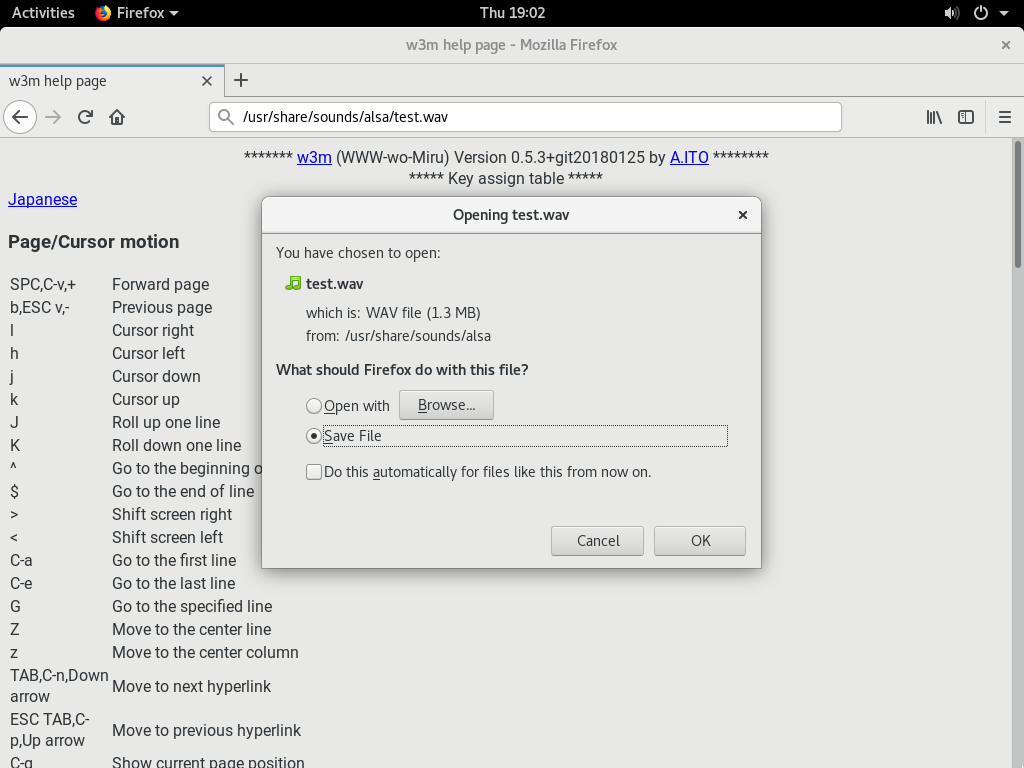 Activities Firefox Thu 19:02
w3m help page - Mozilla Firefox
w3m help page
/usr/share/sounds/alsa/test.wav
******* w3m (WWW-wo-Miru) Version 0.5.3+git20180125 by A.ITO ********
***** Key assign table *****
Japanese
Page/Cursor motion
SPC,C-v,+ Forward page
b,ESC v,- Previous page
l Cursor right
h Cursor left
j Cursor down
k Cursor up
J Roll up one line
K Roll down one line
^ Go to the beginning o
$ Go to the end of line
> Shift screen right
< Shift screen left
C-a Go to the first line
C-e Go to the last line
G Go to the specified line
Z Move to the center line
z Move to the center column
TAB,C-n,Down
arrow Move to next hyperlink
ESC TAB,C-
p,Up arrow Move to previous hyperlink
C-g Show current page position
Opening test.wav
You have chosen to open:
test.wav
which is: WAV file (1.3 MB)
from: /usr/share/sounds/alsa
What should Firefox do with this file?
Open with Browse...
Save File
Do this automatically for files like this from now on.
Cancel OK